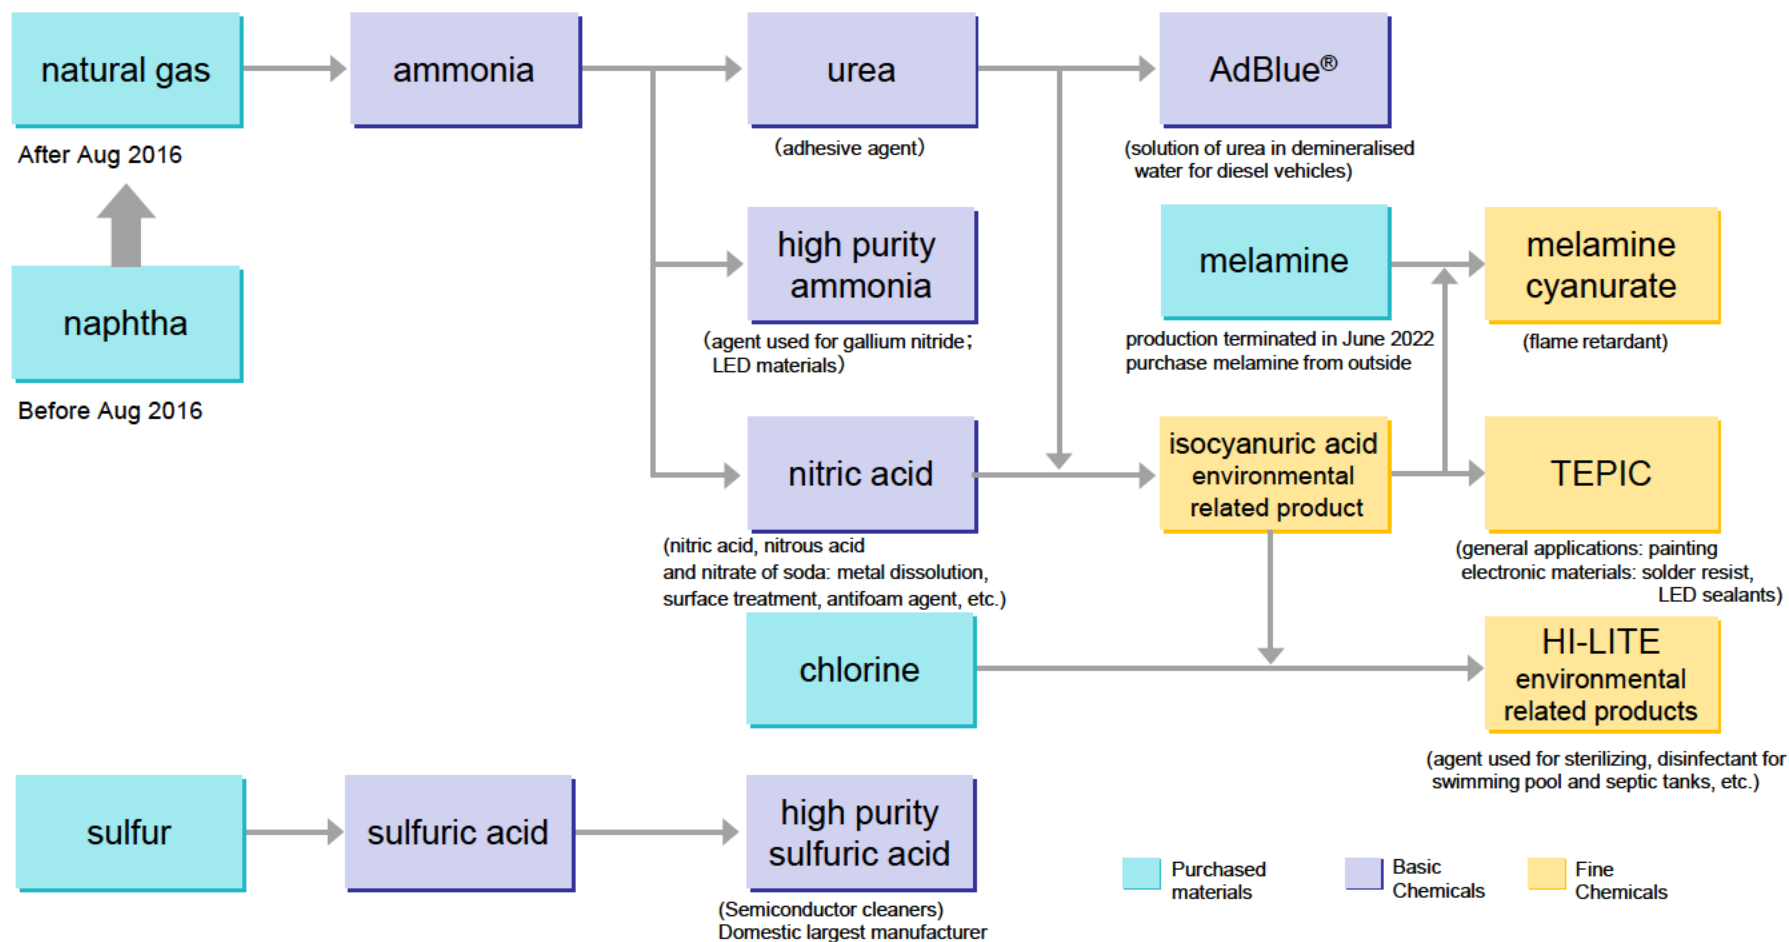 natural gas
After Aug 2016
naphtha
Before Aug 2016
ammonia
urea
(adhesive agent)
AdBlue®
(solution of urea in demineralised
water for diesel vehicles)
high purity
ammonia
(agent used for gallium nitride;
LED materials)
melamine
production terminated in June 2022
purchase melamine from outside
melamine
cyanurate
(flame retardant)
nitric acid
(nitric acid, nitrous acid
and nitrate of soda: metal dissolution,
surface treatment, antifoam agent, etc.)
isocyanuric acid
environmental
related product
TEPIC
(general applications: painting
electronic materials: solder resist,
LED sealants)
chlorine
HI-LITE
environmental
related products
(agent used for sterilizing, disinfectant for
swimming pool and septic tanks, etc.)
sulfur
sulfuric acid
high purity
sulfuric acid
(Semiconductor cleaners)
Domestic largest manufacturer
Purchased
materials
Basic
Chemicals
Fine
Chemicals